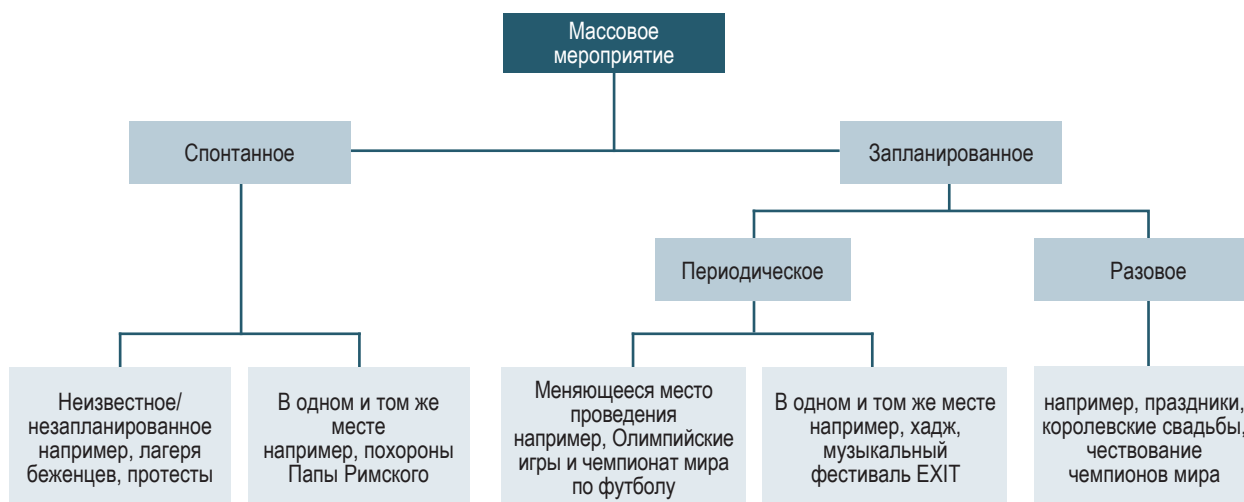 Массовое
мероприятие
Спонтанное
Запланированное
Периодическое
Разовое
Неизвестное/
незапланированное
например, лагеря
беженцев, протесты
В одном и том же
месте
например, похороны
Папы Римского
Меняющееся место
проведения
например, Олимпийские
игры и чемпионат мира
по футболу
В одном и том же месте
например, хадж,
музыкальный
фестиваль EXIT
например, праздники,
королевские свадьбы,
чествование
чемпионов мира